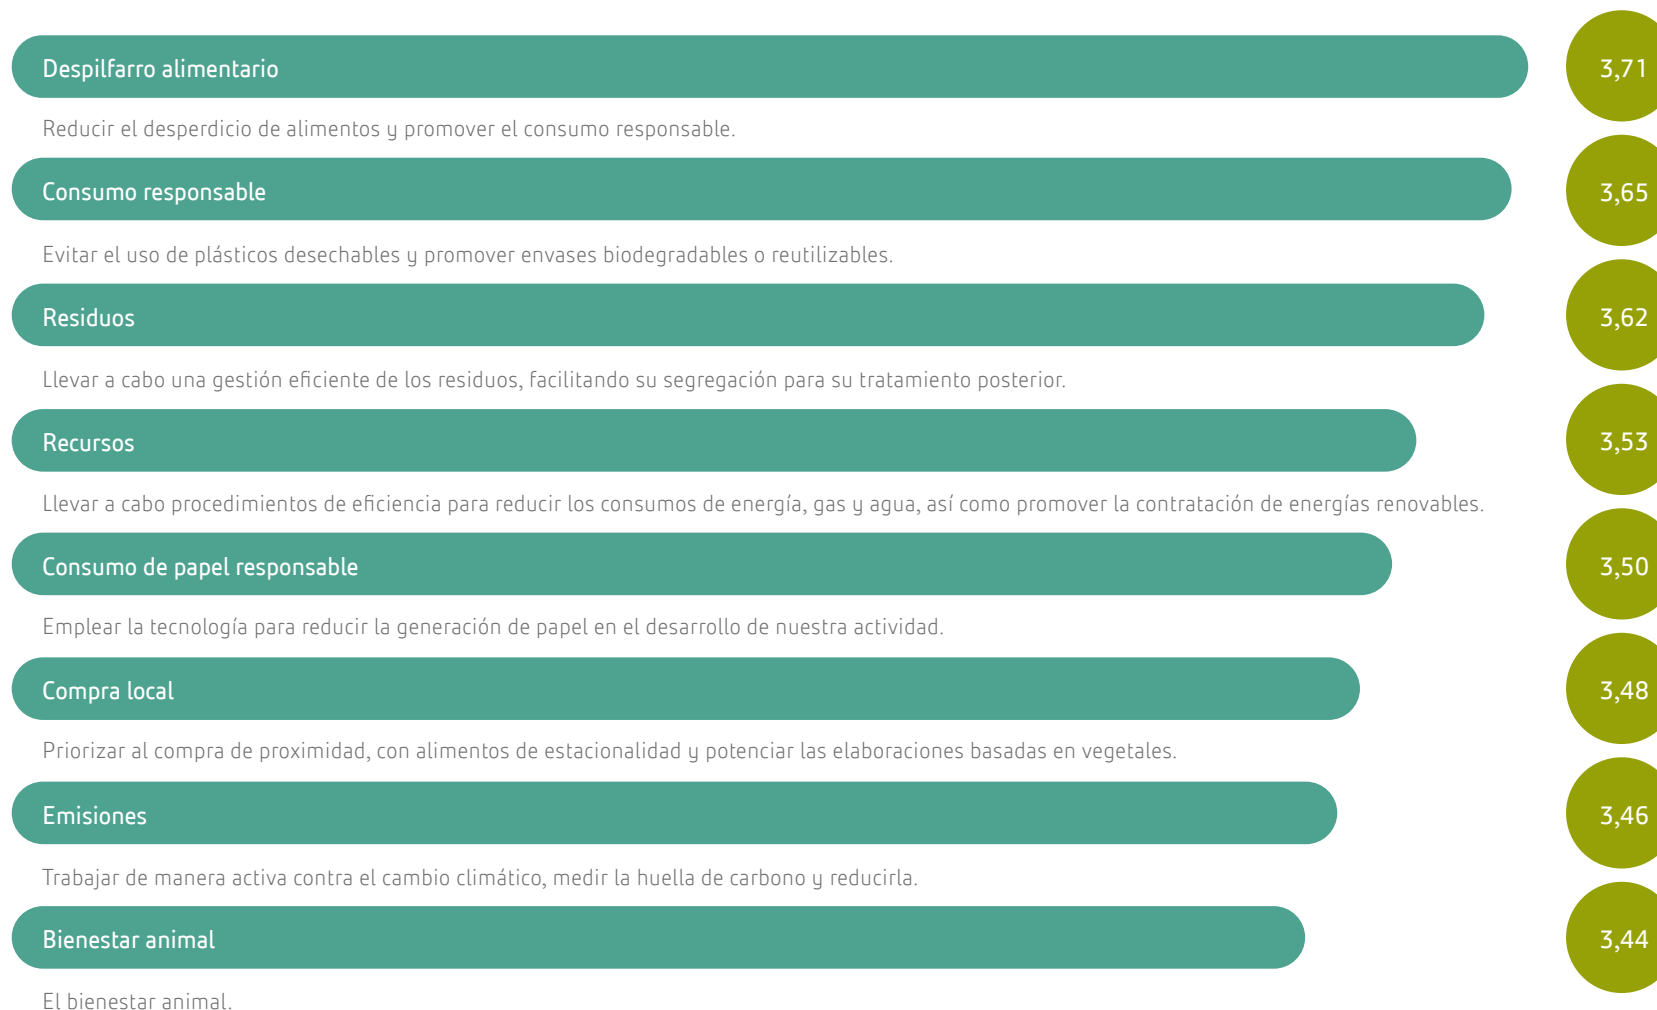 Despilfarro alimentario
3,71
Reducir el desperdicio de alimentos y promover el consumo responsable.
Consumo responsable
3,65
Evitar el uso de plásticos desechables y promover envases biodegradables o reutilizables.
Residuos
3,62
Llevar a cabo una gestión eficiente de los residuos, facilitando su segregación para su tratamiento posterior.
Recursos
3,53
Llevar a cabo procedimientos de eficiencia para reducir los consumos de energía, gas y agua, así como promover la contratación de energías renovables.
Consumo de papel responsable
3,50
Emplear la tecnología para reducir la generación de papel en el desarrollo de nuestra actividad.
Compra local
3,48
Priorizar al compra de proximidad, con alimentos de estacionalidad y potenciar las elaboraciones basadas en vegetales.
Emisiones
3,46
Trabajar de manera activa contra el cambio climático, medir la huella de carbono y reducirla.
Bienestar animal
3,44
El bienestar animal.